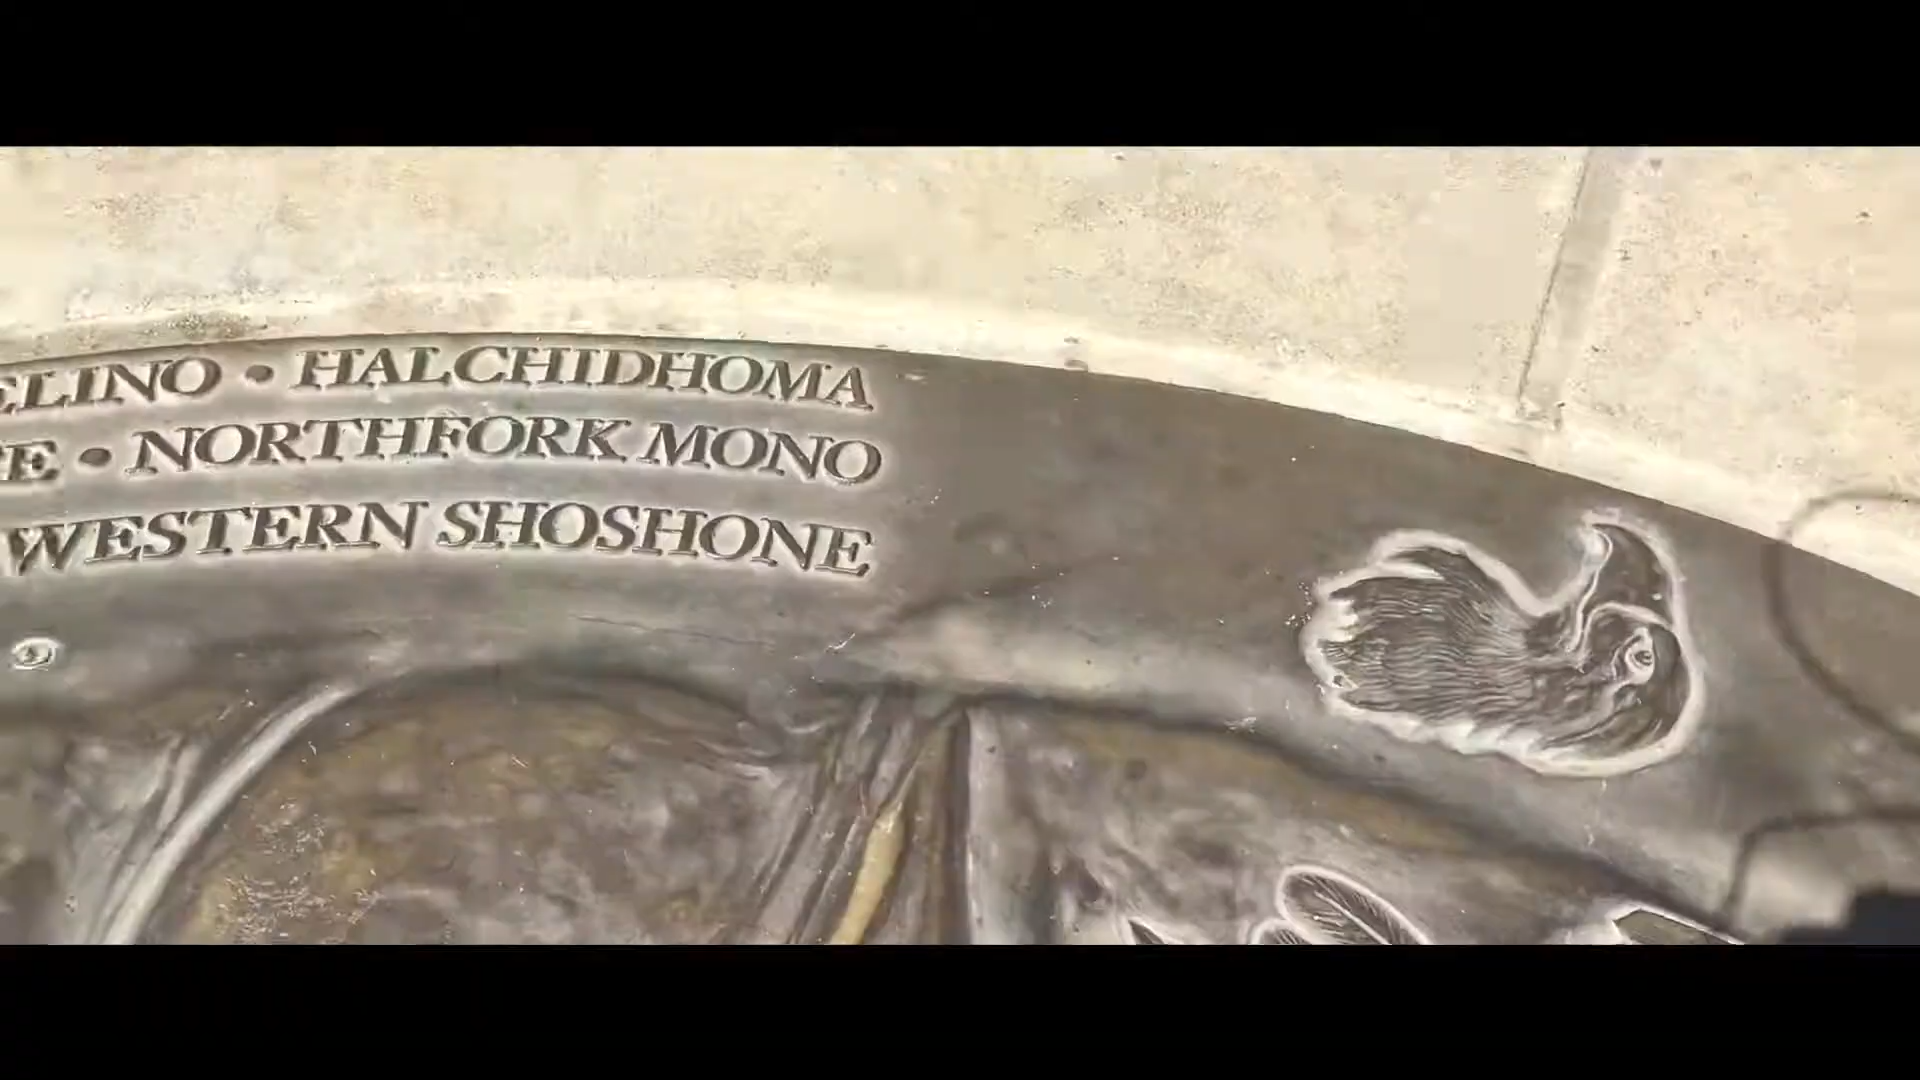 ELINO • HALCHIDHOMA
E • NORTHFORK MONO
WESTERN SHOSHONE